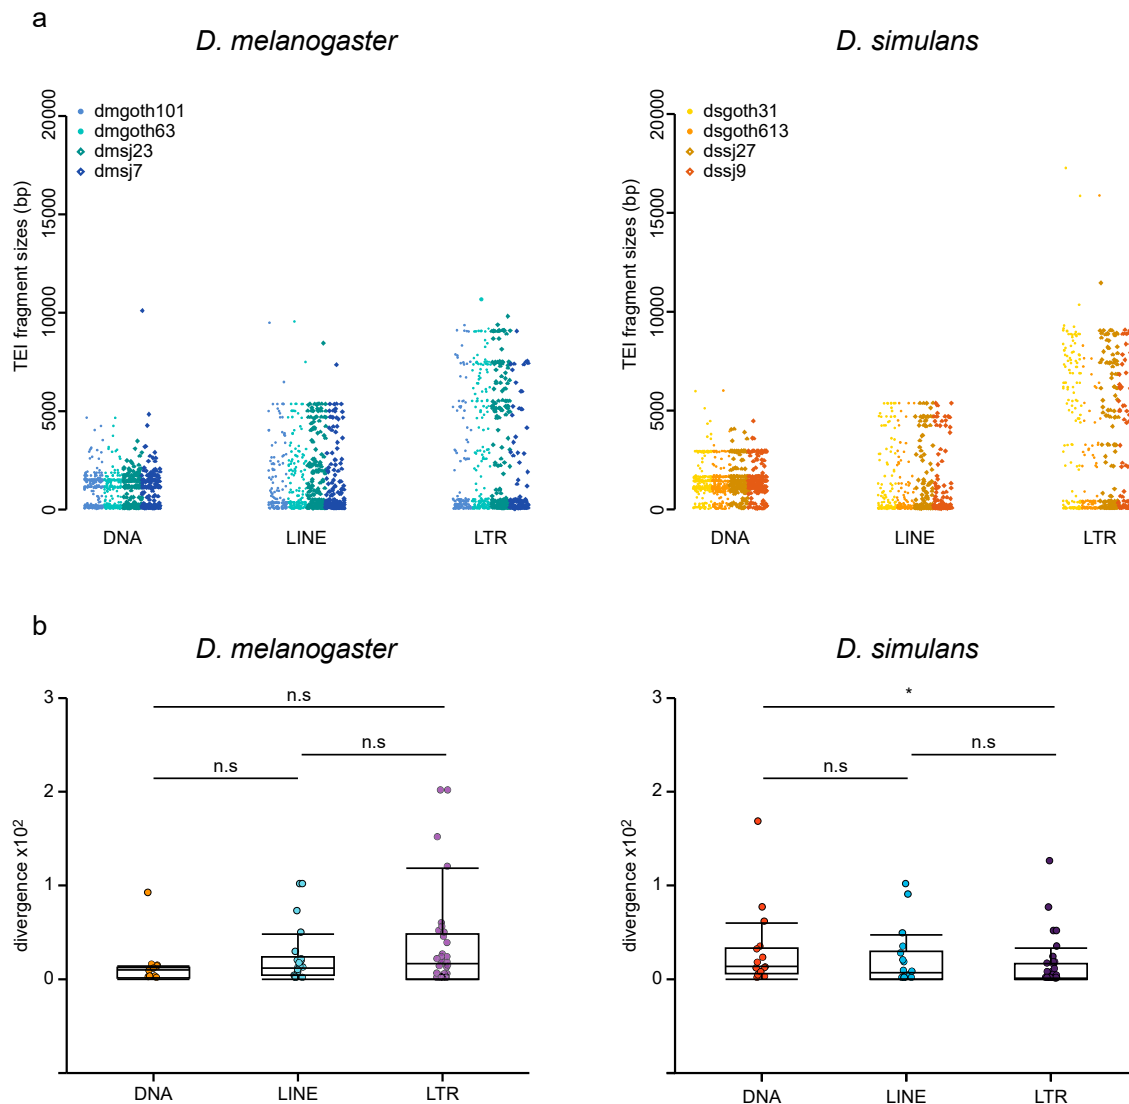 a
D. melanogaster
D. simulans
TEI fragment sizes (bp)
20000
15000
10000
5000
0
dmgoth101
dmgoth63
dmsj23
dmsj7
DNA
LINE
LTR
TEI fragment sizes (bp)
20000
15000
10000
5000
0
dsgoth31
dsgoth613
dssj27
dssj9
DNA
LINE
LTR
b
D. melanogaster
D. simulans
divergence x10²
3
2
1
0
n.s
n.s
n.s
DNA
LINE
LTR
divergence x10²
3
2
1
0
*
n.s
n.s
DNA
LINE
LTR